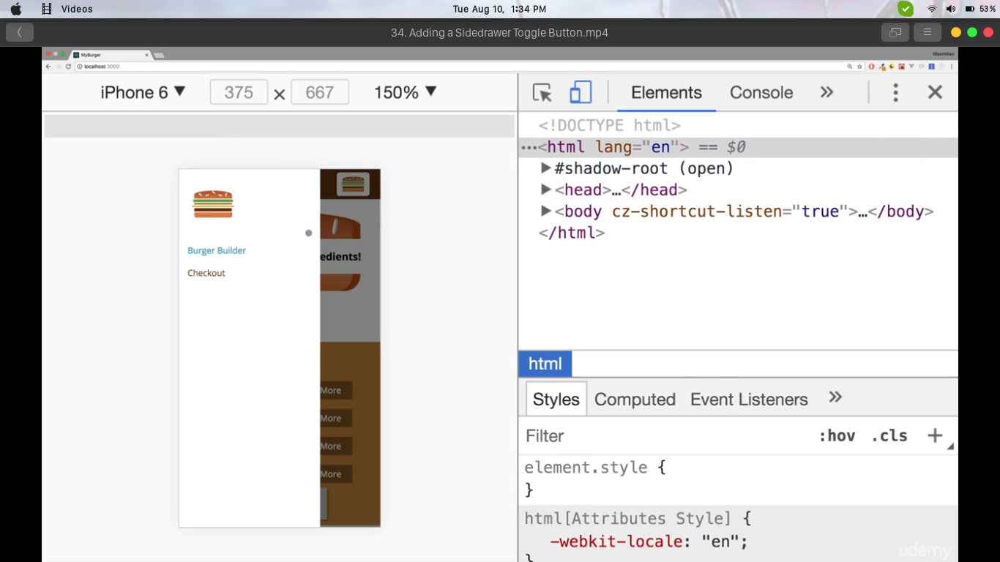 Videos
Tue Aug 10, 1:34 PM
53%
34. Adding a Sidedrawer Toggle Button.mp4
MyBurger
Maximilian
localhost:3000
iPhone 6 ▼ 375 × 667 150% ▼
Elements Console »
<!DOCTYPE html>
•••<html lang="en"> == $0
▶#shadow-root (open)
▶<head>…</head>
▶<body cz-shortcut-listen="true">…</body>
</html>
Burger Builder
Checkout
edients!
More
More
More
More
html
Styles Computed Event Listeners »
Filter :hov .cls +
element.style {
}
html[Attributes Style] {
-webkit-locale: "en";
}
udemy